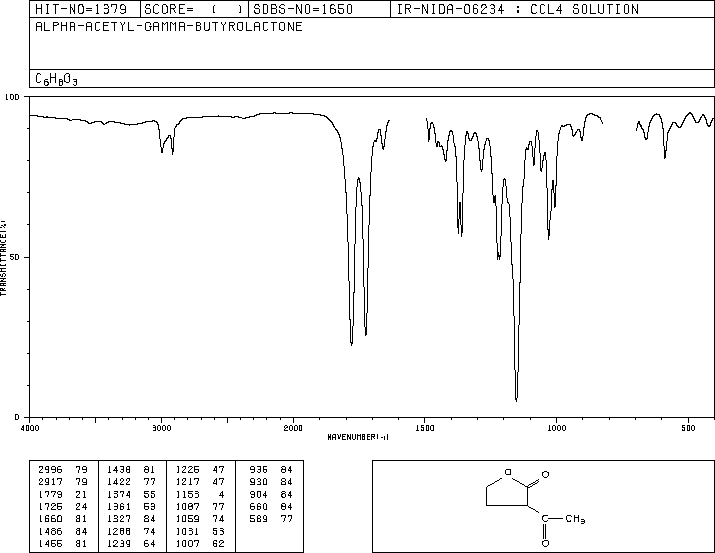 HIT-NO=1379 SCORE= ( ) SDBS-NO=1650 IR-NIDA-06234 : CCL4 SOLUTION
ALPHA-ACETYL-GAMMA-BUTYROLACTONE
C6H8O3
100
50
0
TRANSMITTANCE(%)
4000 3000 2000 1500 1000 500
WAVENUMBER(-1)
2996 79 1438 81 1226 47 936 84
2917 79 1422 77 1217 47 930 84
1779 21 1374 55 1153 4 904 84
1725 24 1361 53 1087 77 660 84
1660 81 1327 84 1059 74 589 77
1486 84 1288 74 1031 53
1455 81 1239 64 1007 62
O
O
C—CH3
O